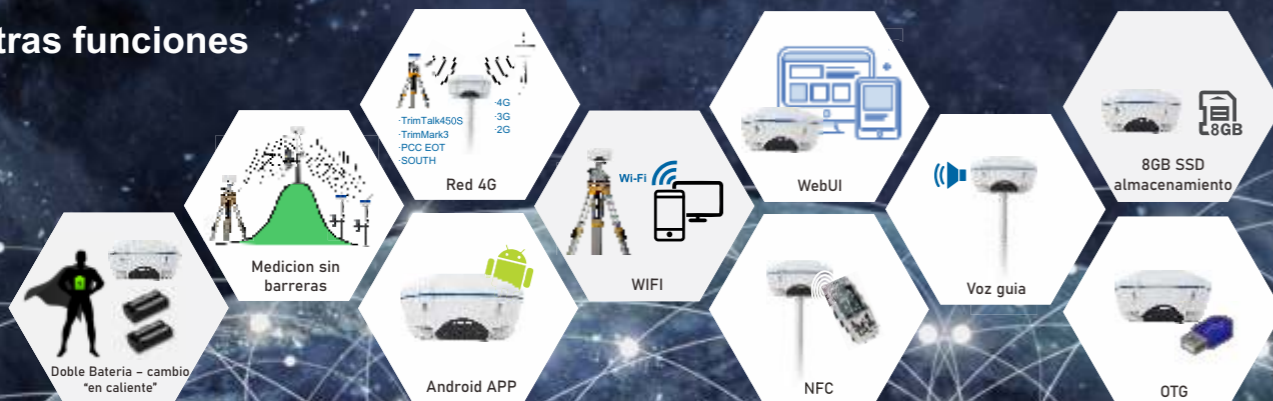 tras funciones
·TrimTalk450S
·TrimMark3
·PCC EOT
·SOUTH
·4G
·3G
·2G
Red 4G
WebUI
8GB
8GB SSD
almacenamiento
Medicion sin
barreras
Wi-Fi
WIFI
Voz guia
Doble Bateria – cambio
"en caliente"
Android APP
NFC
OTG